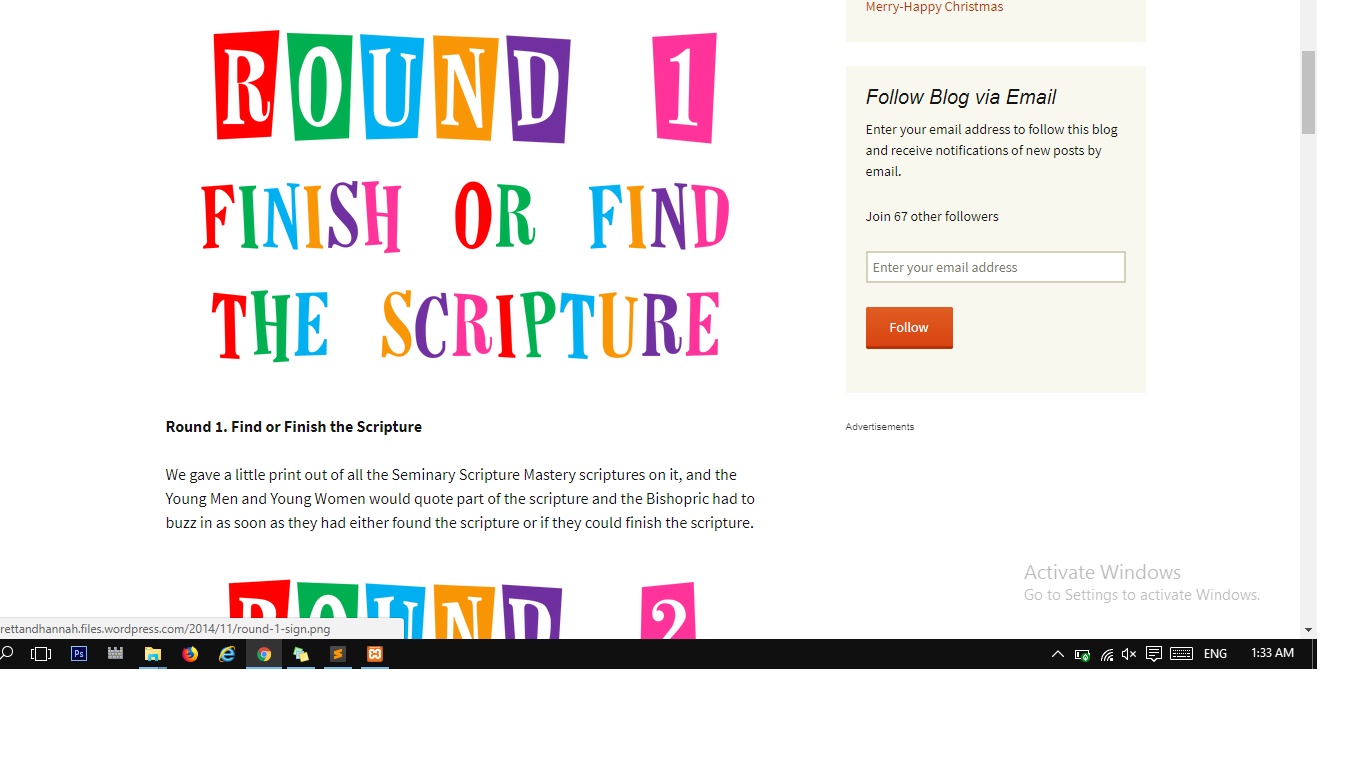 Merry-Happy Christmas
ROUND 1
FINISH OR FIND
THE SCRIPTURE
Follow Blog via Email
Enter your email address to follow this blog
and receive notifications of new posts by
email.
Join 67 other followers
Enter your email address
Follow
Advertisements
Round 1. Find or Finish the Scripture
We gave a little print out of all the Seminary Scripture Mastery scriptures on it, and the
Young Men and Young Women would quote part of the scripture and the Bishopric had to
buzz in as soon as they had either found the scripture or if they could finish the scripture.
ROUND 2
Activate Windows
Go to Settings to activate Windows.
rettandhannah.files.wordpress.com/2014/11/round-1-sign.png
Ps
ENG
1:33 AM